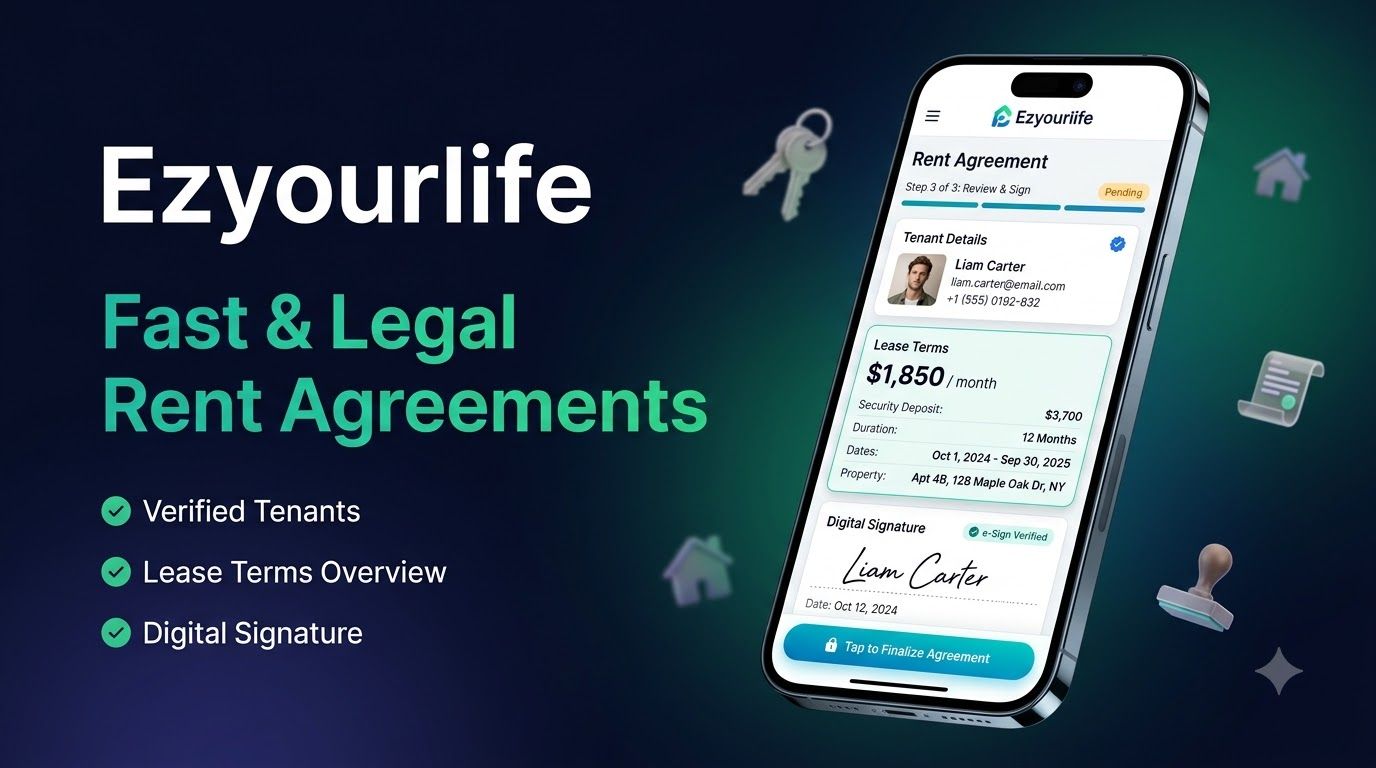 Ezyourlife
Fast & Legal
Rent Agreements
Verified Tenants
Lease Terms Overview
Digital Signature
Ezyourlife
Rent Agreement
Step 3 of 3: Review & Sign
Pending
Tenant Details
Liam Carter
liam.carter@email.com
+1 (555) 0192-832
Lease Terms
$1,850 / month
Security Deposit: $3,700
Duration: 12 Months
Dates: Oct 1, 2024 - Sep 30, 2025
Property: Apt 4B, 128 Maple Oak Dr, NY
Digital Signature
e-Sign Verified
Liam Carter
Date: Oct 12, 2024
Tap to Finalize Agreement